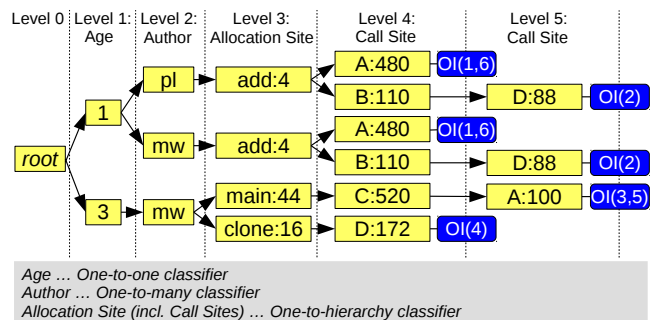 Level 0 Level 1: Level 2: Level 3: Level 4: Level 5:
Age Author Allocation Site Call Site Call Site
A:480 OI(1,6)
pl add:4
B:110 D:88 OI(2)
1
A:480 OI(1,6)
mw add:4
root
B:110 D:88 OI(2)
main:44 C:520 A:100 OI(3,5)
3 mw
clone:16 D:172 OI(4)
Age ... One-to-one classifier
Author ... One-to-many classifier
Allocation Site (incl. Call Sites) ... One-to-hierarchy classifier